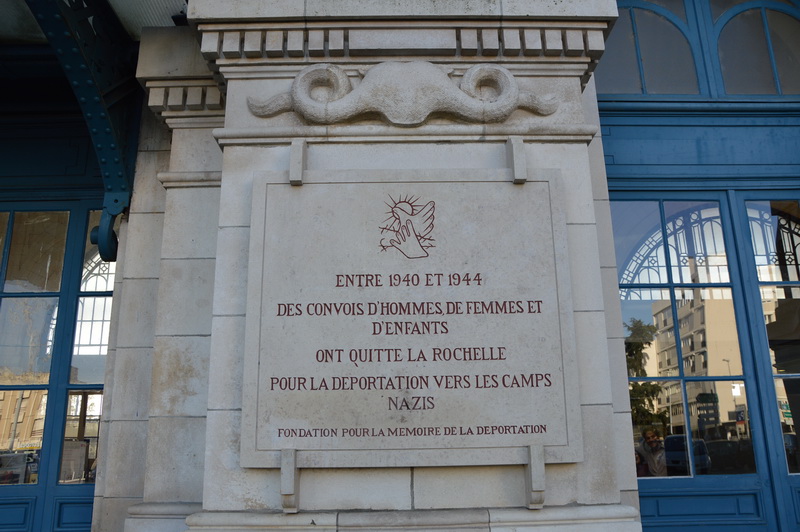 ENTRE 1940 ET 1944
DES CONVOIS D'HOMMES, DE FEMMES ET
D'ENFANTS
ONT QUITTE LA ROCHELLE
POUR LA DEPORTATION VERS LES CAMPS
NAZIS
FONDATION POUR LA MEMOIRE DE LA DEPORTATION